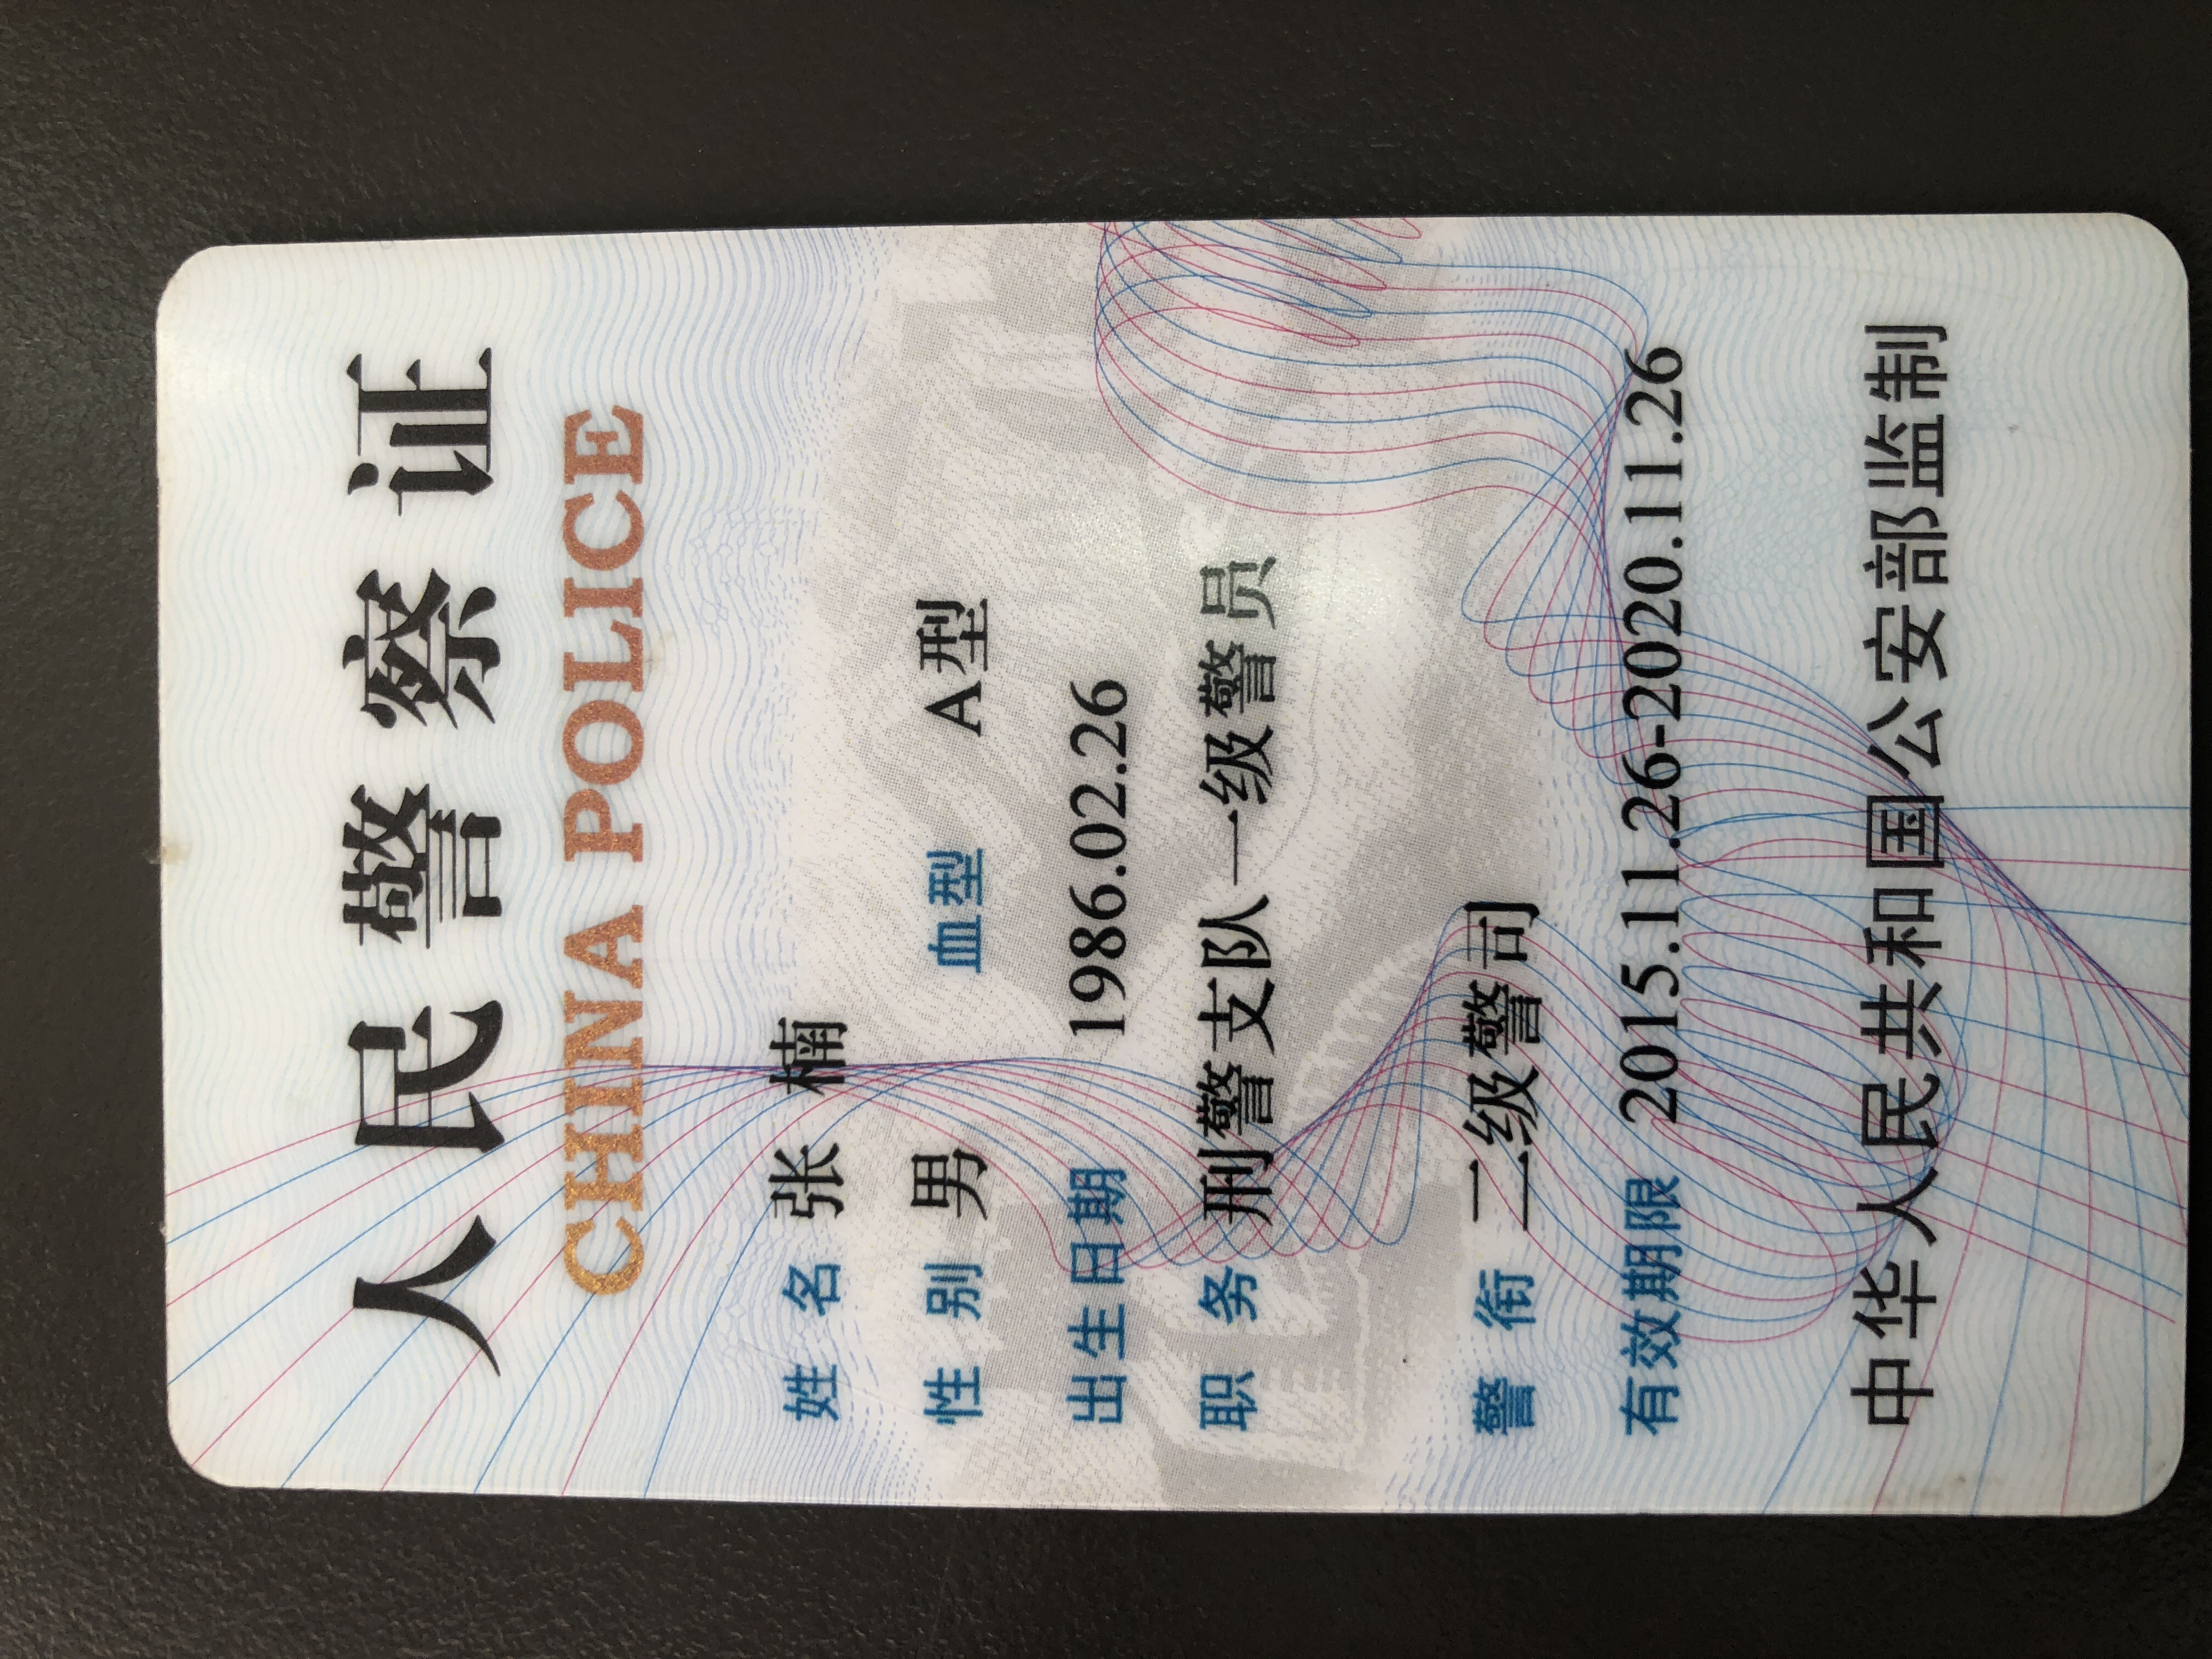 人民警察证
CHINA POLICE
姓 名 张 楠
性 别 男 血型 A型
出生日期 1986.02.26
职 务 刑警支队一级警员
警 衔 二级警司
有效期限 2015.11.26-2020.11.26
中华人民共和国公安部监制